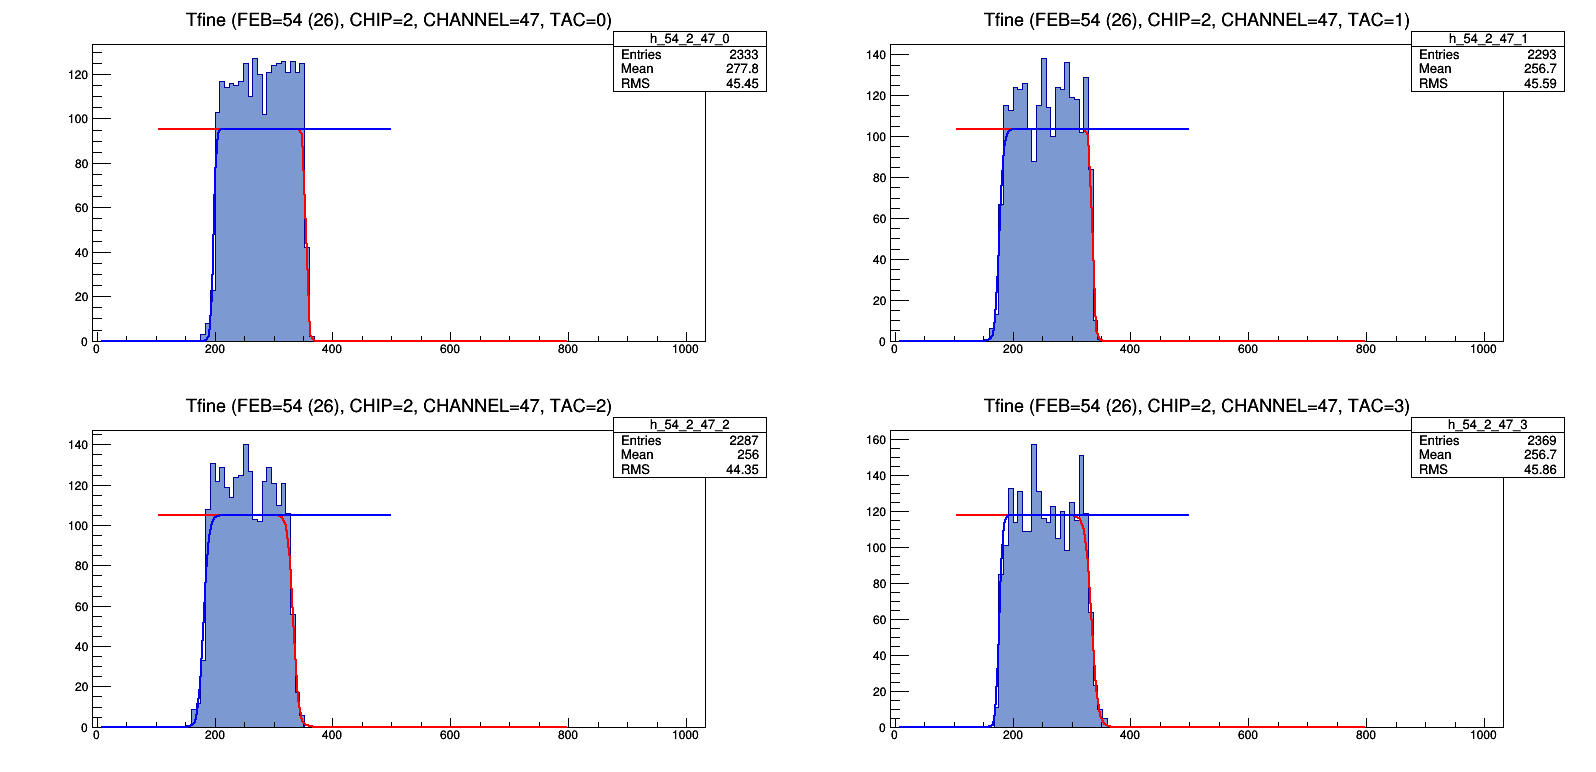 Tfine (FEB=54 (26), CHIP=2, CHANNEL=47, TAC=0)
h_54_2_47_0
Entries 2333
Mean 277.8
RMS 45.45
120
100
80
60
40
20
0
0 200 400 600 800 1000
Tfine (FEB=54 (26), CHIP=2, CHANNEL=47, TAC=1)
h_54_2_47_1
Entries 2293
Mean 256.7
RMS 45.59
140
120
100
80
60
40
20
0
0 200 400 600 800 1000
Tfine (FEB=54 (26), CHIP=2, CHANNEL=47, TAC=2)
h_54_2_47_2
Entries 2287
Mean 256
RMS 44.35
140
120
100
80
60
40
20
0
0 200 400 600 800 1000
Tfine (FEB=54 (26), CHIP=2, CHANNEL=47, TAC=3)
h_54_2_47_3
Entries 2369
Mean 256.7
RMS 45.86
160
140
120
100
80
60
40
20
0
0 200 400 600 800 1000